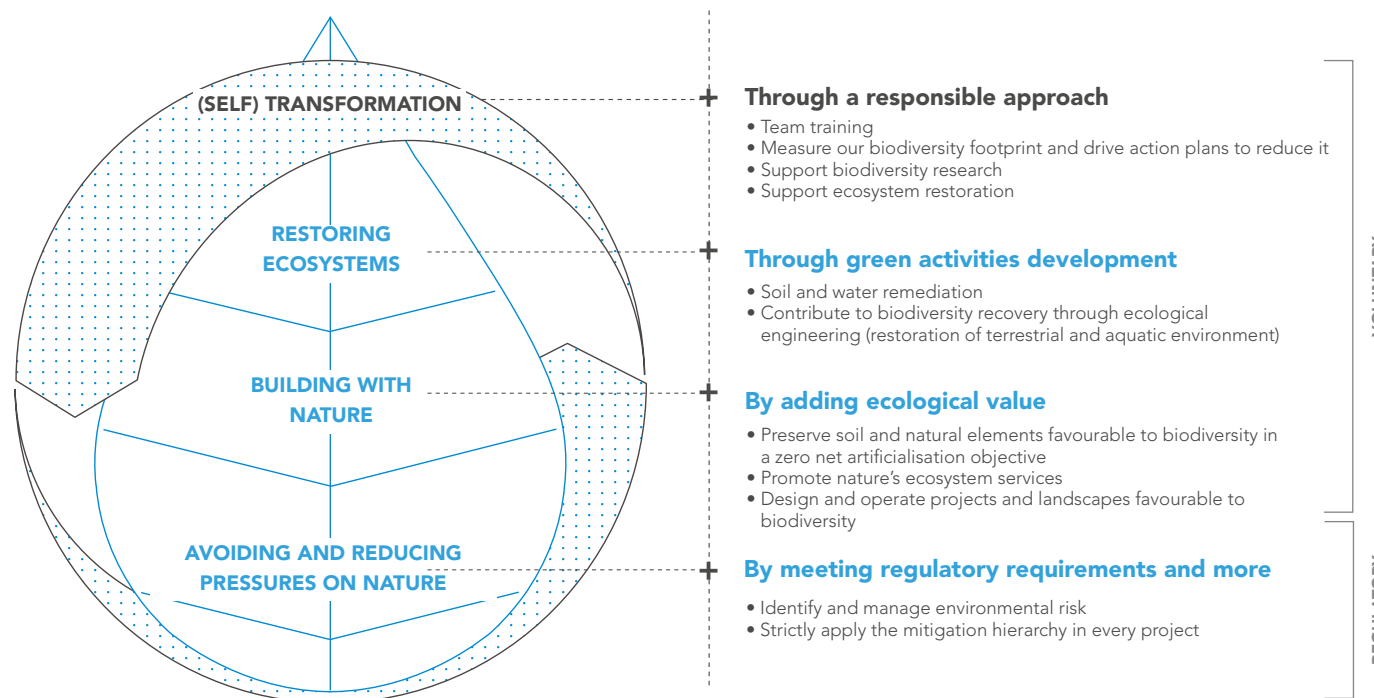 (SELF) TRANSFORMATION
Through a responsible approach
• Team training
• Measure our biodiversity footprint and drive action plans to reduce it
• Support biodiversity research
• Support ecosystem restoration
RESTORING
ECOSYSTEMS
Through green activities development
• Soil and water remediation
• Contribute to biodiversity recovery through ecological
engineering (restoration of terrestrial and aquatic environment)
BUILDING WITH
NATURE
By adding ecological value
• Preserve soil and natural elements favourable to biodiversity in
a zero net artificialisation objective
• Promote nature's ecosystem services
• Design and operate projects and landscapes favourable to
biodiversity
AVOIDING AND REDUCING
PRESSURES ON NATURE
By meeting regulatory requirements and more
• Identify and manage environmental risk
• Strictly apply the mitigation hierarchy in every project